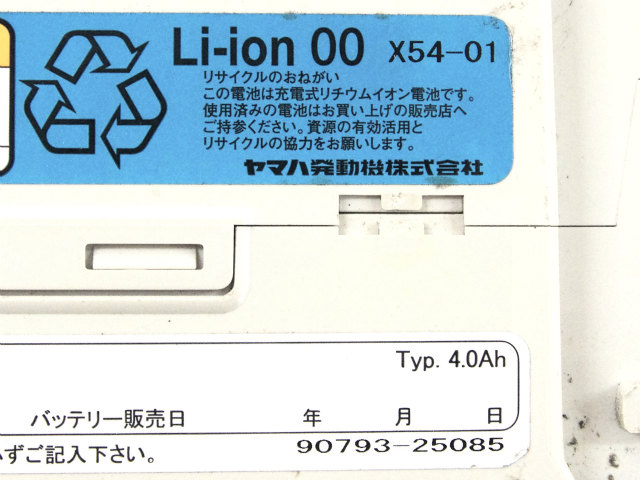 Li-ion 00 X54-01
リサイクルのおねがい
この電池は充電式リチウムイオン電池です。
使用済みの電池はお買い上げの販売店へ
ご持参ください。資源の有効活用と
リサイクルの協力をお願いします。
ヤマハ発動機株式会社
Typ. 4.0Ah
バッテリー販売日 年 月 日
ずご記入下さい。 90793-25085